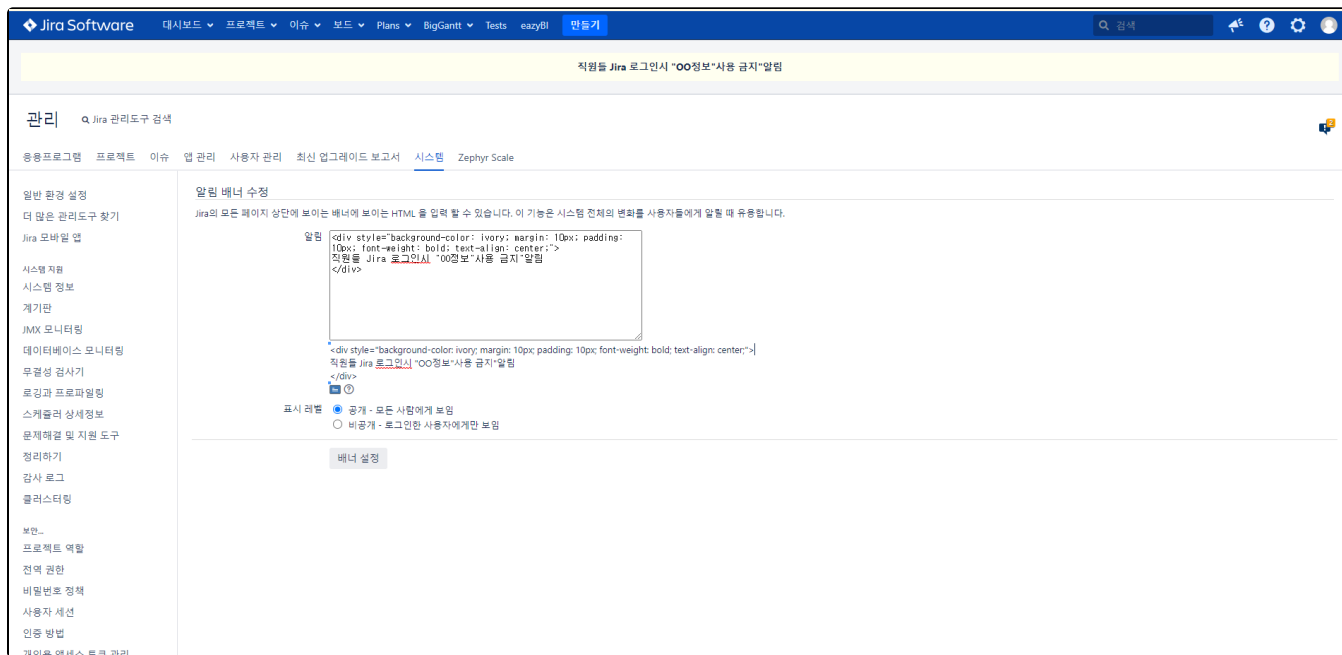 Jira Software 대시보드 프로젝트 이슈 보드 Plans BigGantt Tests eazyBI 만들기 검색
직원들 Jira 로그인시 "OO정보"사용 금지"알림
관리 Jira 관리도구 검색
응용프로그램 프로젝트 이슈 앱 관리 사용자 관리 최신 업그레이드 보고서 시스템 Zephyr Scale
일반 환경 설정
더 많은 관리도구 찾기
Jira 모바일 앱
시스템 지원
시스템 정보
계기판
JMX 모니터링
데이터베이스 모니터링
무결성 검사기
로깅과 프로파일링
스케쥴러 상세정보
문제해결 및 지원 도구
정리하기
감사 로그
클러스터링
보안...
프로젝트 역할
전역 권한
비밀번호 정책
사용자 세션
인증 방법
개인용 액세스 토큰 관리
알림 배너 수정
Jira의 모든 페이지 상단에 보이는 배너에 보이는 HTML 을 입력 할 수 있습니다. 이 기능은 시스템 전체의 변화를 사용자들에게 알릴 때 유용합니다.
알림
<div style="background-color: ivory; margin: 10px; padding:
10px; font-weight: bold; text-align: center;">
직원들 Jira 로그인시 "OO정보"사용 금지"알림
</div>
<div style="background-color: ivory; margin: 10px; padding: 10px; font-weight: bold; text-align: center;">
직원들 Jira 로그인시 "OO정보"사용 금지"알림
</div>
표시 레벨 공개 - 모든 사람에게 보임
비공개 - 로그인한 사용자에게만 보임
배너 설정